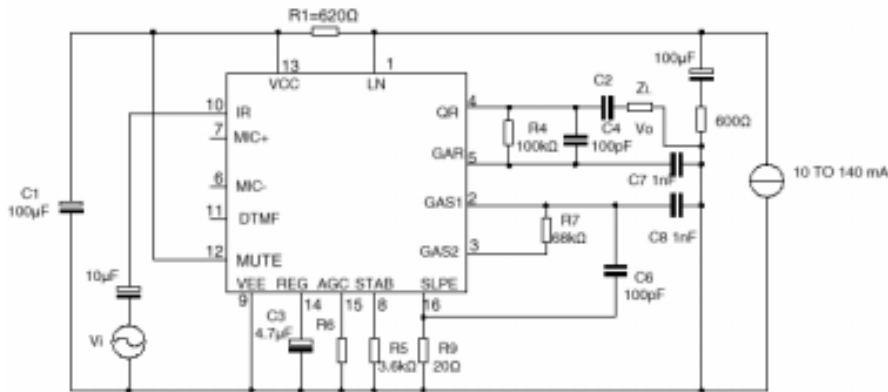 R1=620Ω
13
1
VCC
LN
100µF
C2
ZL
10
IR
4
QR
7
MIC+
R4
100kΩ
C4
100pF
Vo
600Ω
GAR
5
C7 1nF
10 TO 140 mA
6
MIC-
C1
100µF
GAS1
2
11
DTMF
R7
68kΩ
C8 1nF
12
MUTE
GAS2
3
10µF
VEE REG AGC STAB SLPE
9
14
15
8
16
C6
100pF
C3
4.7µF
R6
Vi
R5
3.6kΩ
R9
20Ω